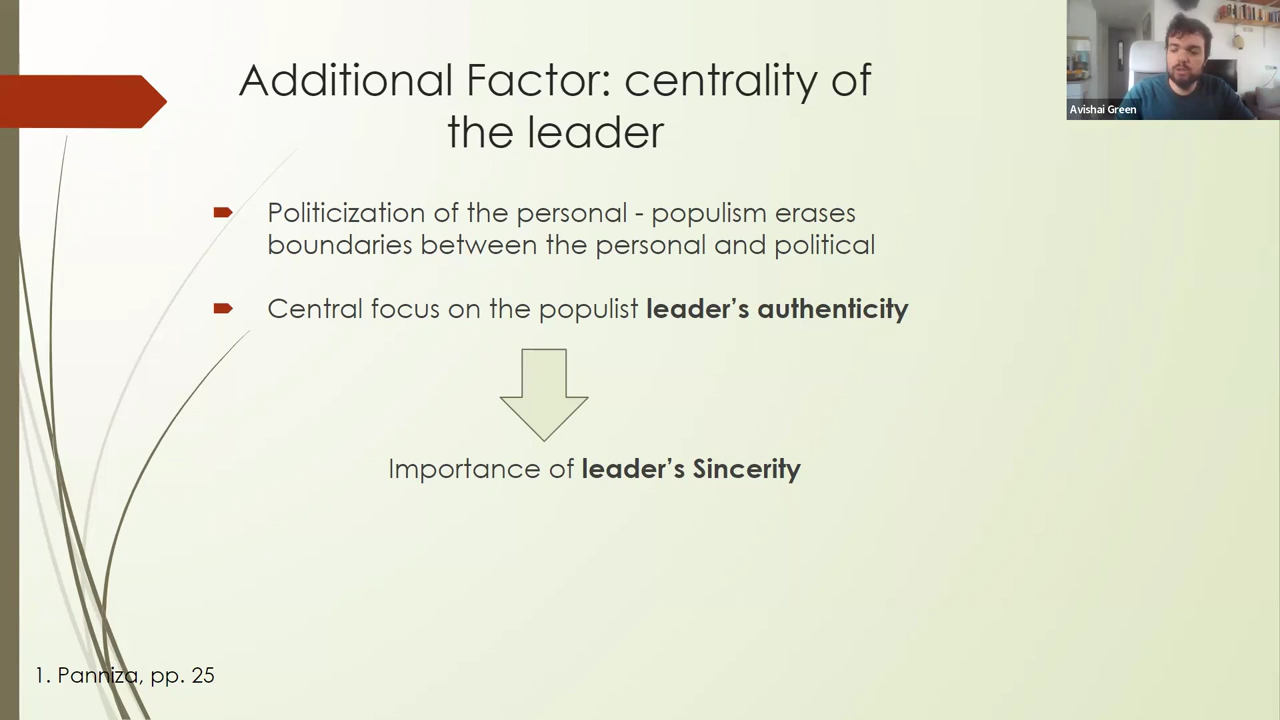 Additional Factor: centrality of
the leader
Avishai Green
Politicization of the personal - populism erases
boundaries between the personal and political
Central focus on the populist leader’s authenticity
Importance of leader’s Sincerity
1. Panniza, pp. 25